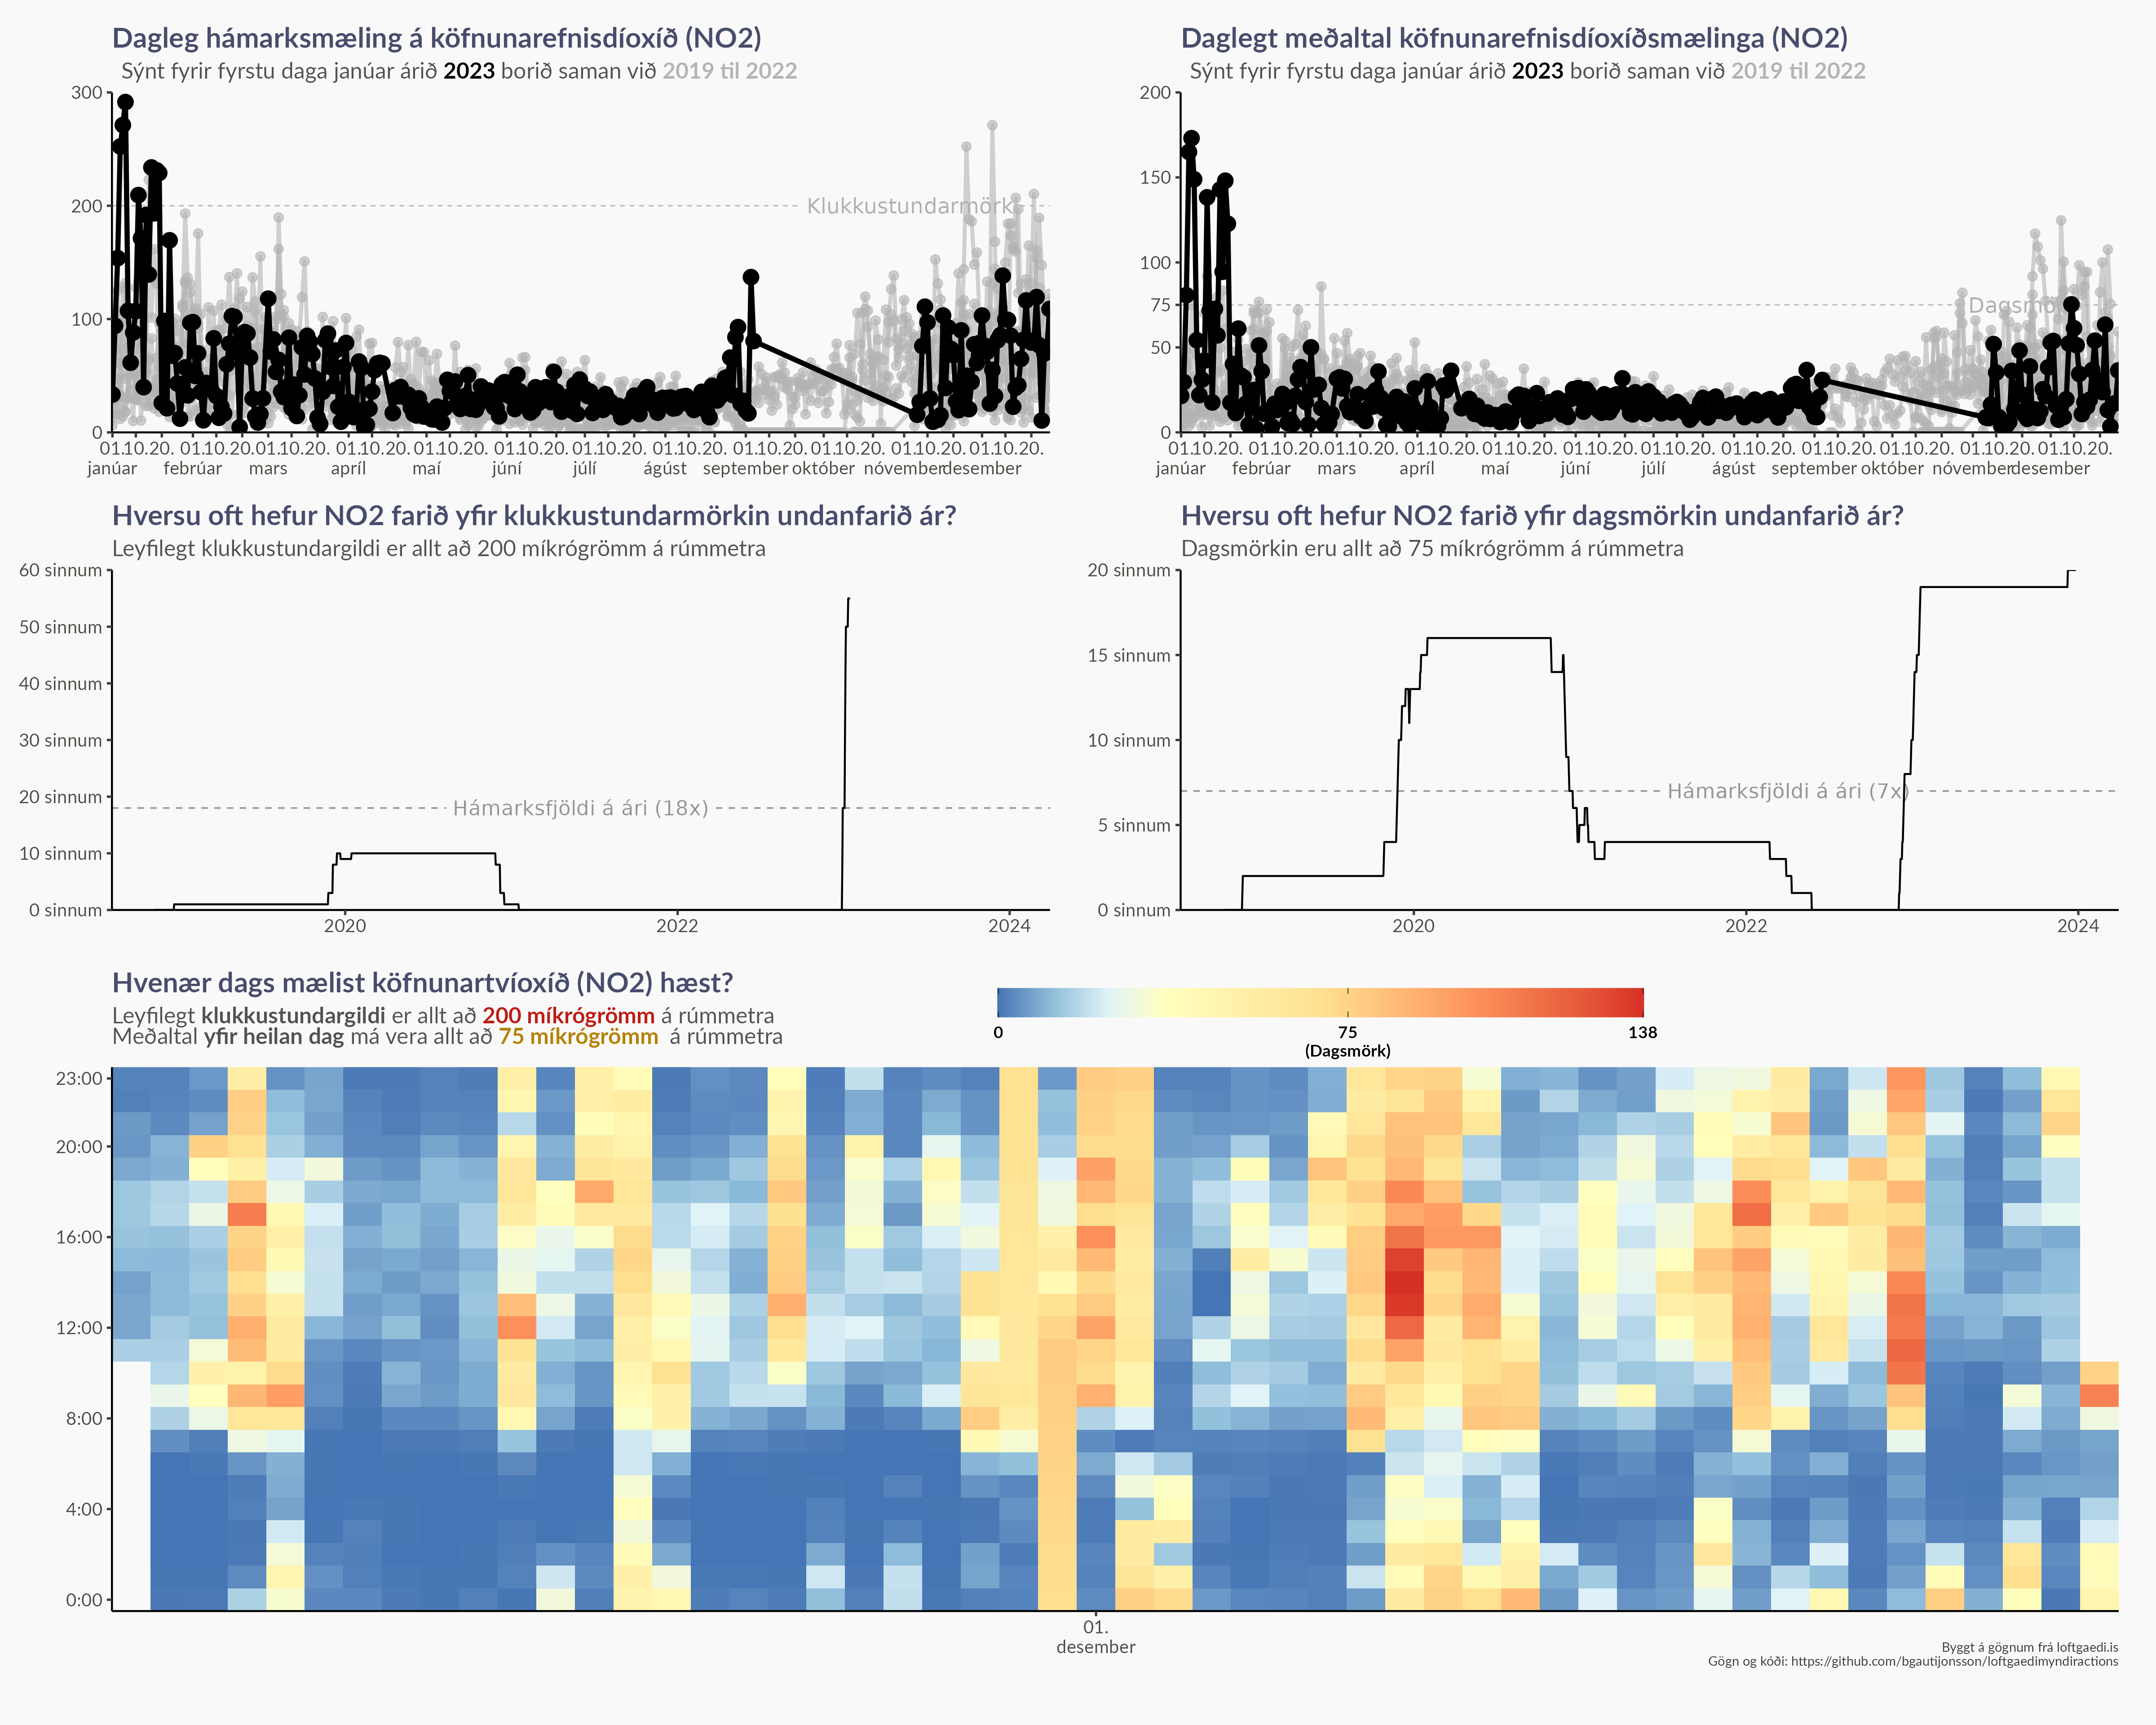 Dagleg hámarksmæling á köfnunarefnisdíoxíð (NO2)
Sýnt fyrir fyrstu daga janúar árið 2023 borið saman við 2019 til 2022
300
200
100
0
Klukkustundarmörk
01.10.20. 01.10.20. 01.10.20. 01.10.20. 01.10.20. 01.10.20. 01.10.20. 01.10.20. 01.10.20. 01.10.20. 01.10.20. 01.10.20.
janúar febrúar mars apríl maí júní júlí ágúst september október nóvember desember
Daglegt meðaltal köfnunarefnisdíoxíðsmælinga (NO2)
Sýnt fyrir fyrstu daga janúar árið 2023 borið saman við 2019 til 2022
200
150
100
75
50
0
01.10.20. 01.10.20. 01.10.20. 01.10.20. 01.10.20. 01.10.20. 01.10.20. 01.10.20. 01.10.20. 01.10.20. 01.10.20. 01.10.20.
janúar febrúar mars apríl maí júní júlí ágúst september október nóvember desember
Hversu oft hefur NO2 farið yfir klukkustundarmörkin undanfarið ár?
Leyfilegt klukkustundargildi er allt að 200 míkrógrömm á rúmmetra
60 sinnum
50 sinnum
40 sinnum
30 sinnum
20 sinnum
10 sinnum
0 sinnum
Hámarksfjöldi á ári (18x)
2020 2022 2024
Hversu oft hefur NO2 farið yfir dagsmörkin undanfarið ár?
Dagsmörkin eru allt að 75 míkrógrömm á rúmmetra
20 sinnum
15 sinnum
10 sinnum
5 sinnum
0 sinnum
Hámarksfjöldi á ári (7x)
2020 2022 2024
Hvenær dags mælist köfnunartvíoxíð (NO2) hæst?
Leyfilegt klukkustundargildi er allt að 200 míkrógrömm á rúmmetra
Meðaltal yfir heilan dag má vera allt að 75 míkrógrömm á rúmmetra
0 75 138
(Dagsmörk)
23:00
20:00
16:00
12:00
8:00
4:00
0:00
01.
desember
Byggt á gögnum frá loftgaedi.is
Gögn og kóði: https://github.com/bgautijonsson/loftgaedimyndiractions